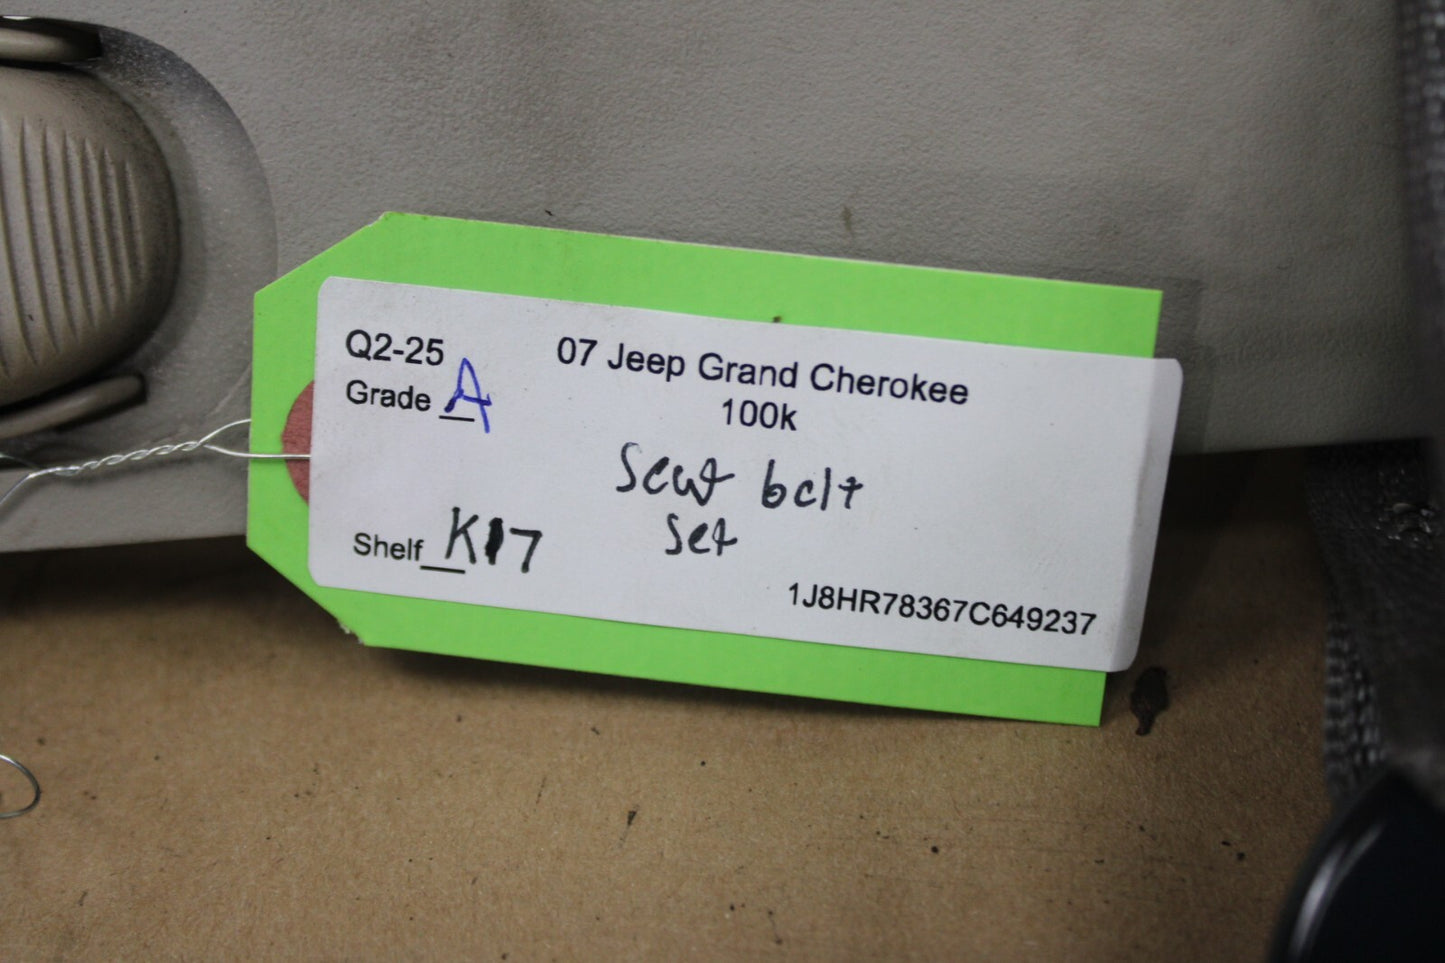 Q2-25
07 Jeep Grand Cherokee
Grade A
100k
Seat belt
Set
Shelf K17
1J8HR78367C649237